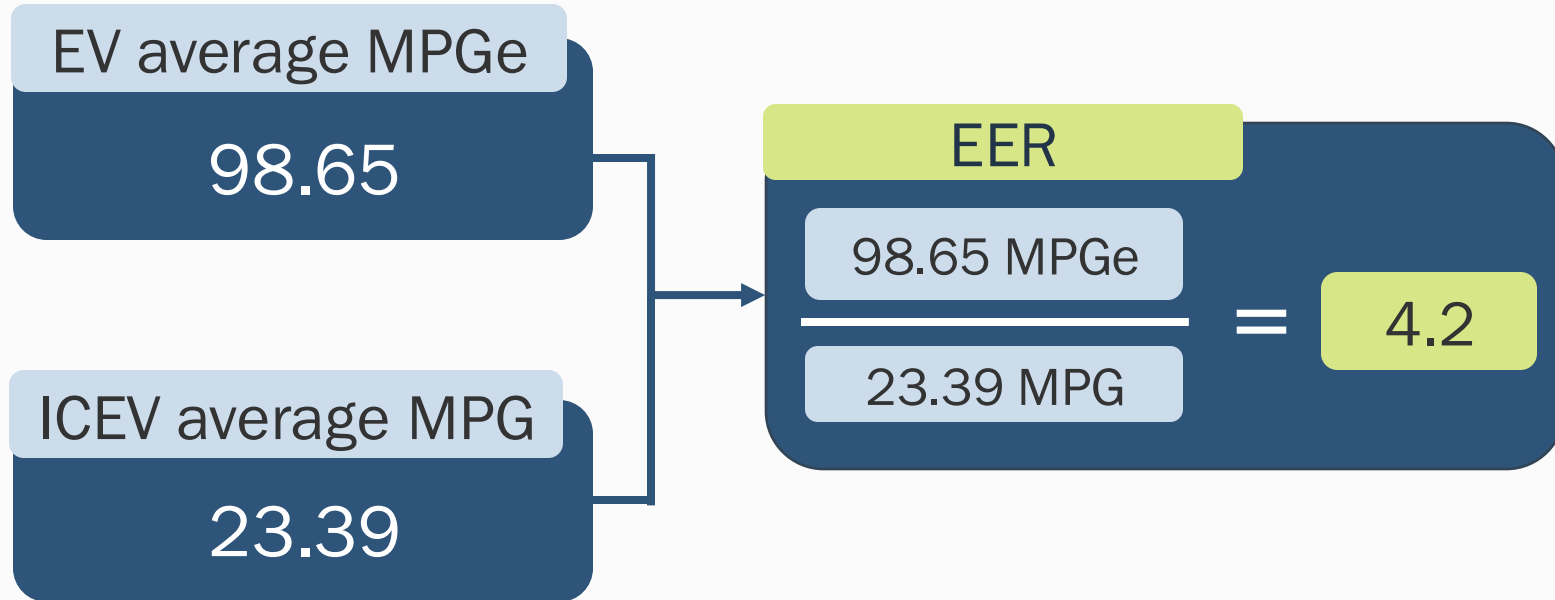 EV average MPGe
98.65
ICEV average MPG
23.39
EER
98.65 MPGe
23.39 MPG
=
4.2